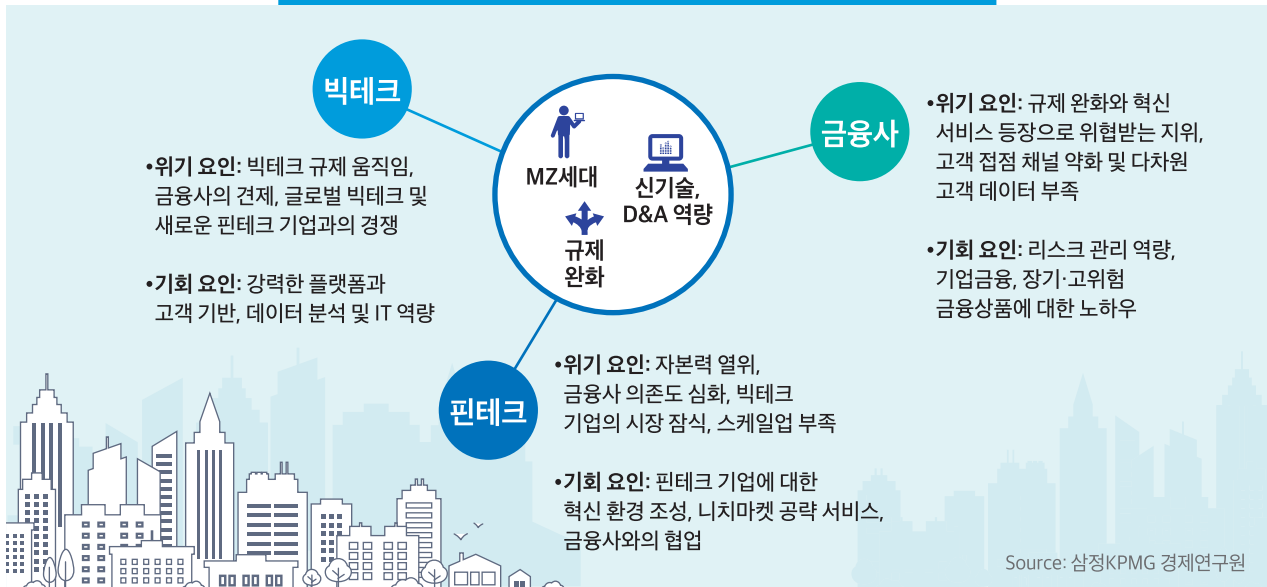 빅테크
•위기 요인: 빅테크 규제 움직임,
금융사의 견제, 글로벌 빅테크 및
새로운 핀테크 기업과의 경쟁
•기회 요인: 강력한 플랫폼과
고객 기반, 데이터 분석 및 IT 역량
MZ세대
신기술,
D&A 역량
규제
완화
금융사
•위기 요인: 규제 완화와 혁신
서비스 등장으로 위협받는 지위,
고객 접점 채널 약화 및 다차원
고객 데이터 부족
•기회 요인: 리스크 관리 역량,
기업금융, 장기·고위험
금융상품에 대한 노하우
핀테크
•위기 요인: 자본력 열위,
금융사 의존도 심화, 빅테크
기업의 시장 잠식, 스케일업 부족
•기회 요인: 핀테크 기업에 대한
혁신 환경 조성, 니치마켓 공략 서비스,
금융사와의 협업
Source: 삼정KPMG 경제연구원